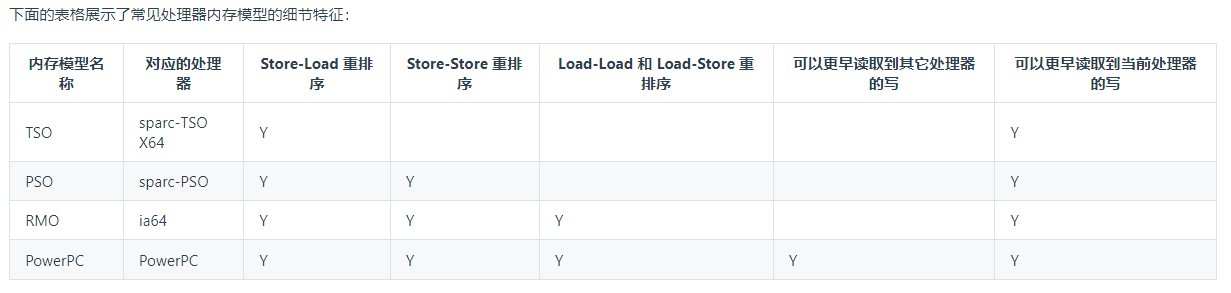 下面的表格展示了常见处理器内存模型的细节特征：
内存模型名称 对应的处理器 Store-Load 重排序 Store-Store 重排序 Load-Load 和 Load-Store 重排序 可以更早读取到其它处理器的写 可以更早读取到当前处理器的写
TSO sparc-TSO X64 Y Y
PSO sparc-PSO Y Y Y
RMO ia64 Y Y Y Y
PowerPC PowerPC Y Y Y Y Y